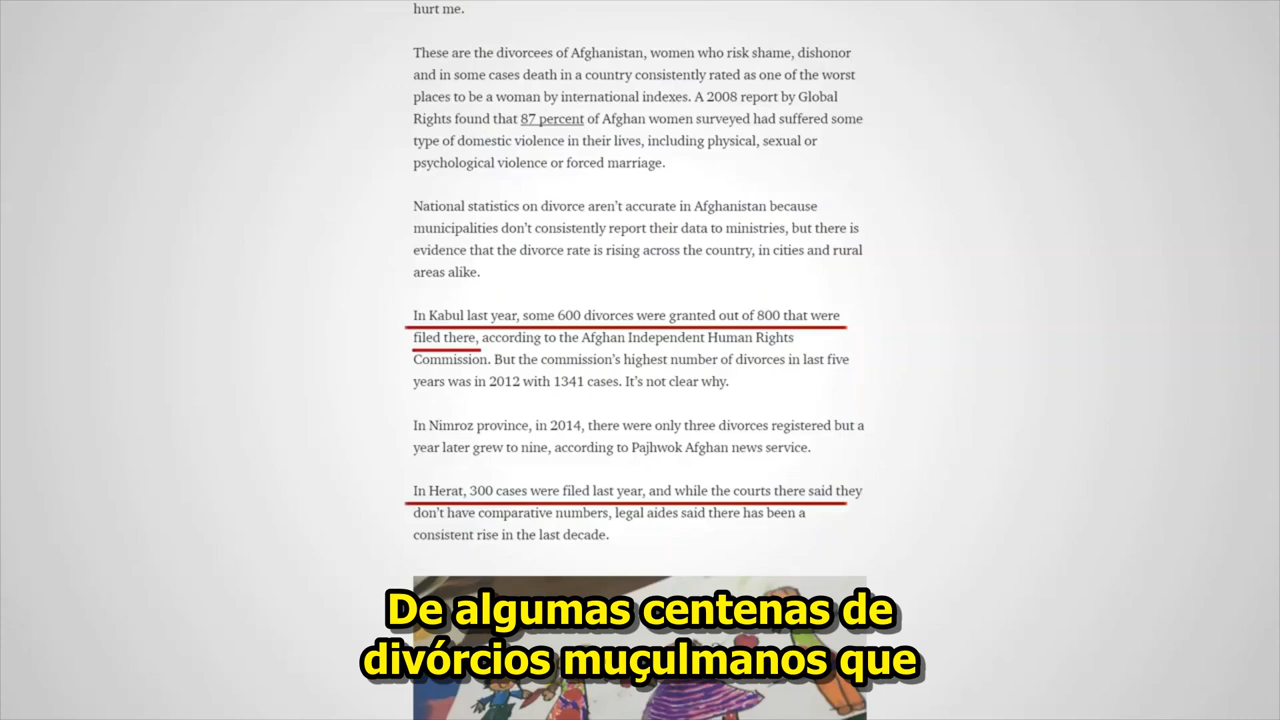 hurt me.
These are the divorcees of Afghanistan, women who risk shame, dishonor
and in some cases death in a country consistently rated as one of the worst
places to be a woman by international indexes. A 2008 report by Global
Rights found that 87 percent of Afghan women surveyed had suffered some
type of domestic violence in their lives, including physical, sexual or
psychological violence or forced marriage.
National statistics on divorce aren’t accurate in Afghanistan because
municipalities don’t consistently report their data to ministries, but there is
evidence that the divorce rate is rising across the country, in cities and rural
areas alike.
In Kabul last year, some 600 divorces were granted out of 800 that were
filed there, according to the Afghan Independent Human Rights
Commission. But the commission’s highest number of divorces in last five
years was in 2012 with 1341 cases. It’s not clear why.
In Nimroz province, in 2014, there were only three divorces registered but a
year later grew to nine, according to Pajhwok Afghan news service.
In Herat, 300 cases were filed last year, and while the courts there said they
don’t have comparative numbers, legal aides said there has been a
consistent rise in the last decade.
De algumas centenas de
divórcios muçulmanos que